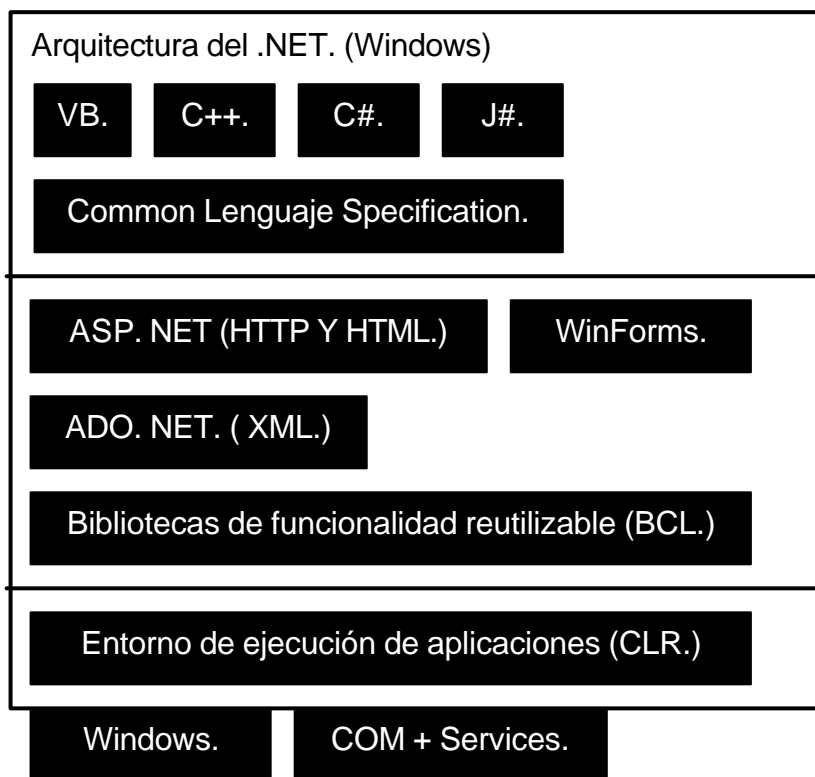 Arquitectura del .NET. (Windows)
VB. C++. C#. J#.
Common Lenguaje Specification.
ASP. NET (HTTP Y HTML.) WinForms.
ADO. NET. ( XML.)
Bibliotecas de funcionalidad reutilizable (BCL.)
Entorno de ejecución de aplicaciones (CLR.)
Windows. COM + Services.